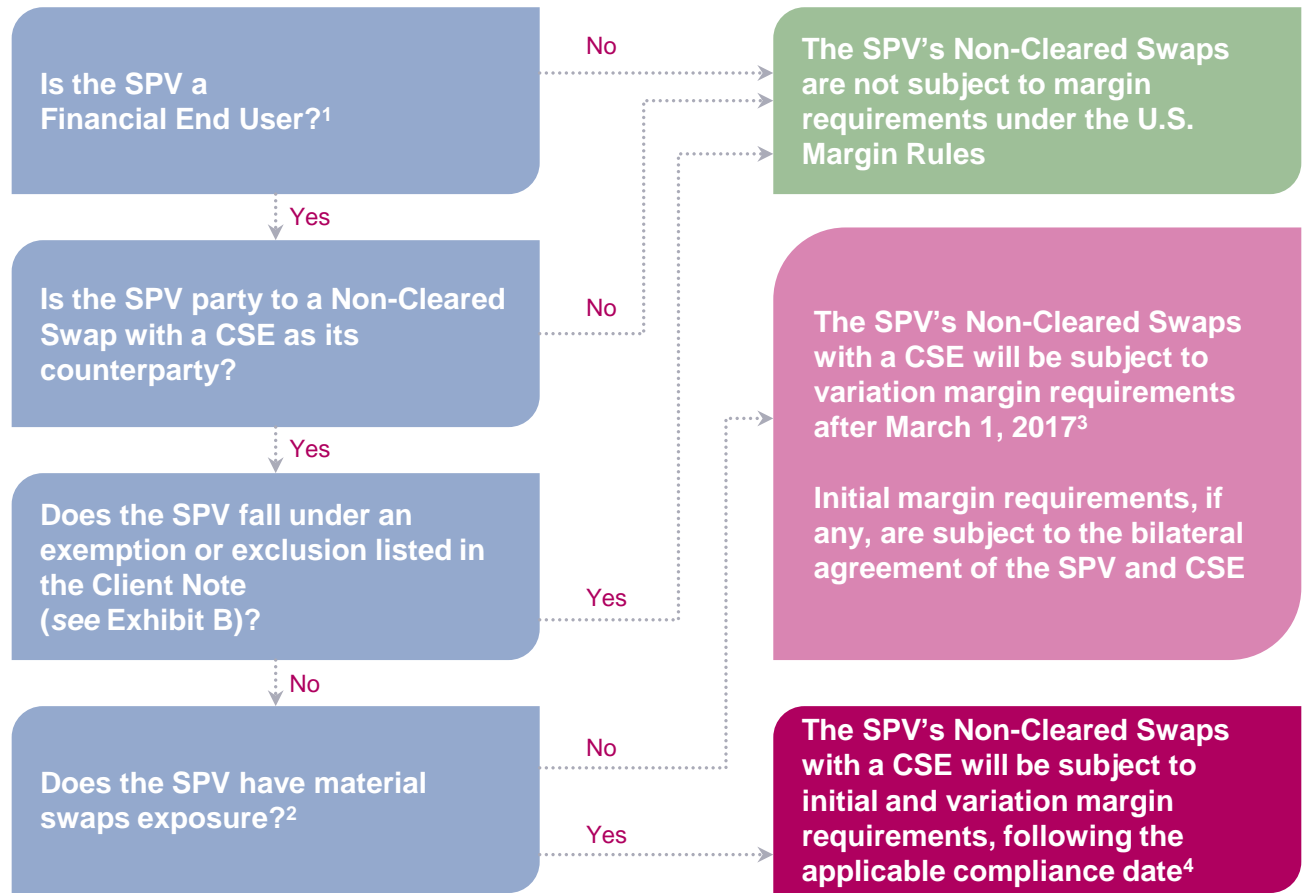 Is the SPV a
Financial End User?1
No
The SPV's Non-Cleared Swaps
are not subject to margin
requirements under the U.S.
Margin Rules
Yes
Is the SPV party to a Non-Cleared
Swap with a CSE as its
counterparty?
No
The SPV's Non-Cleared Swaps
with a CSE will be subject to
variation margin requirements
after March 1, 2017³
Initial margin requirements, if
any, are subject to the bilateral
agreement of the SPV and CSE
Yes
Does the SPV fall under an
exemption or exclusion listed in
the Client Note
(see Exhibit B)?
Yes
No
Does the SPV have material
swaps exposure?²
No
Yes
The SPV's Non-Cleared Swaps
with a CSE will be subject to
initial and variation margin
requirements, following the
applicable compliance date⁴